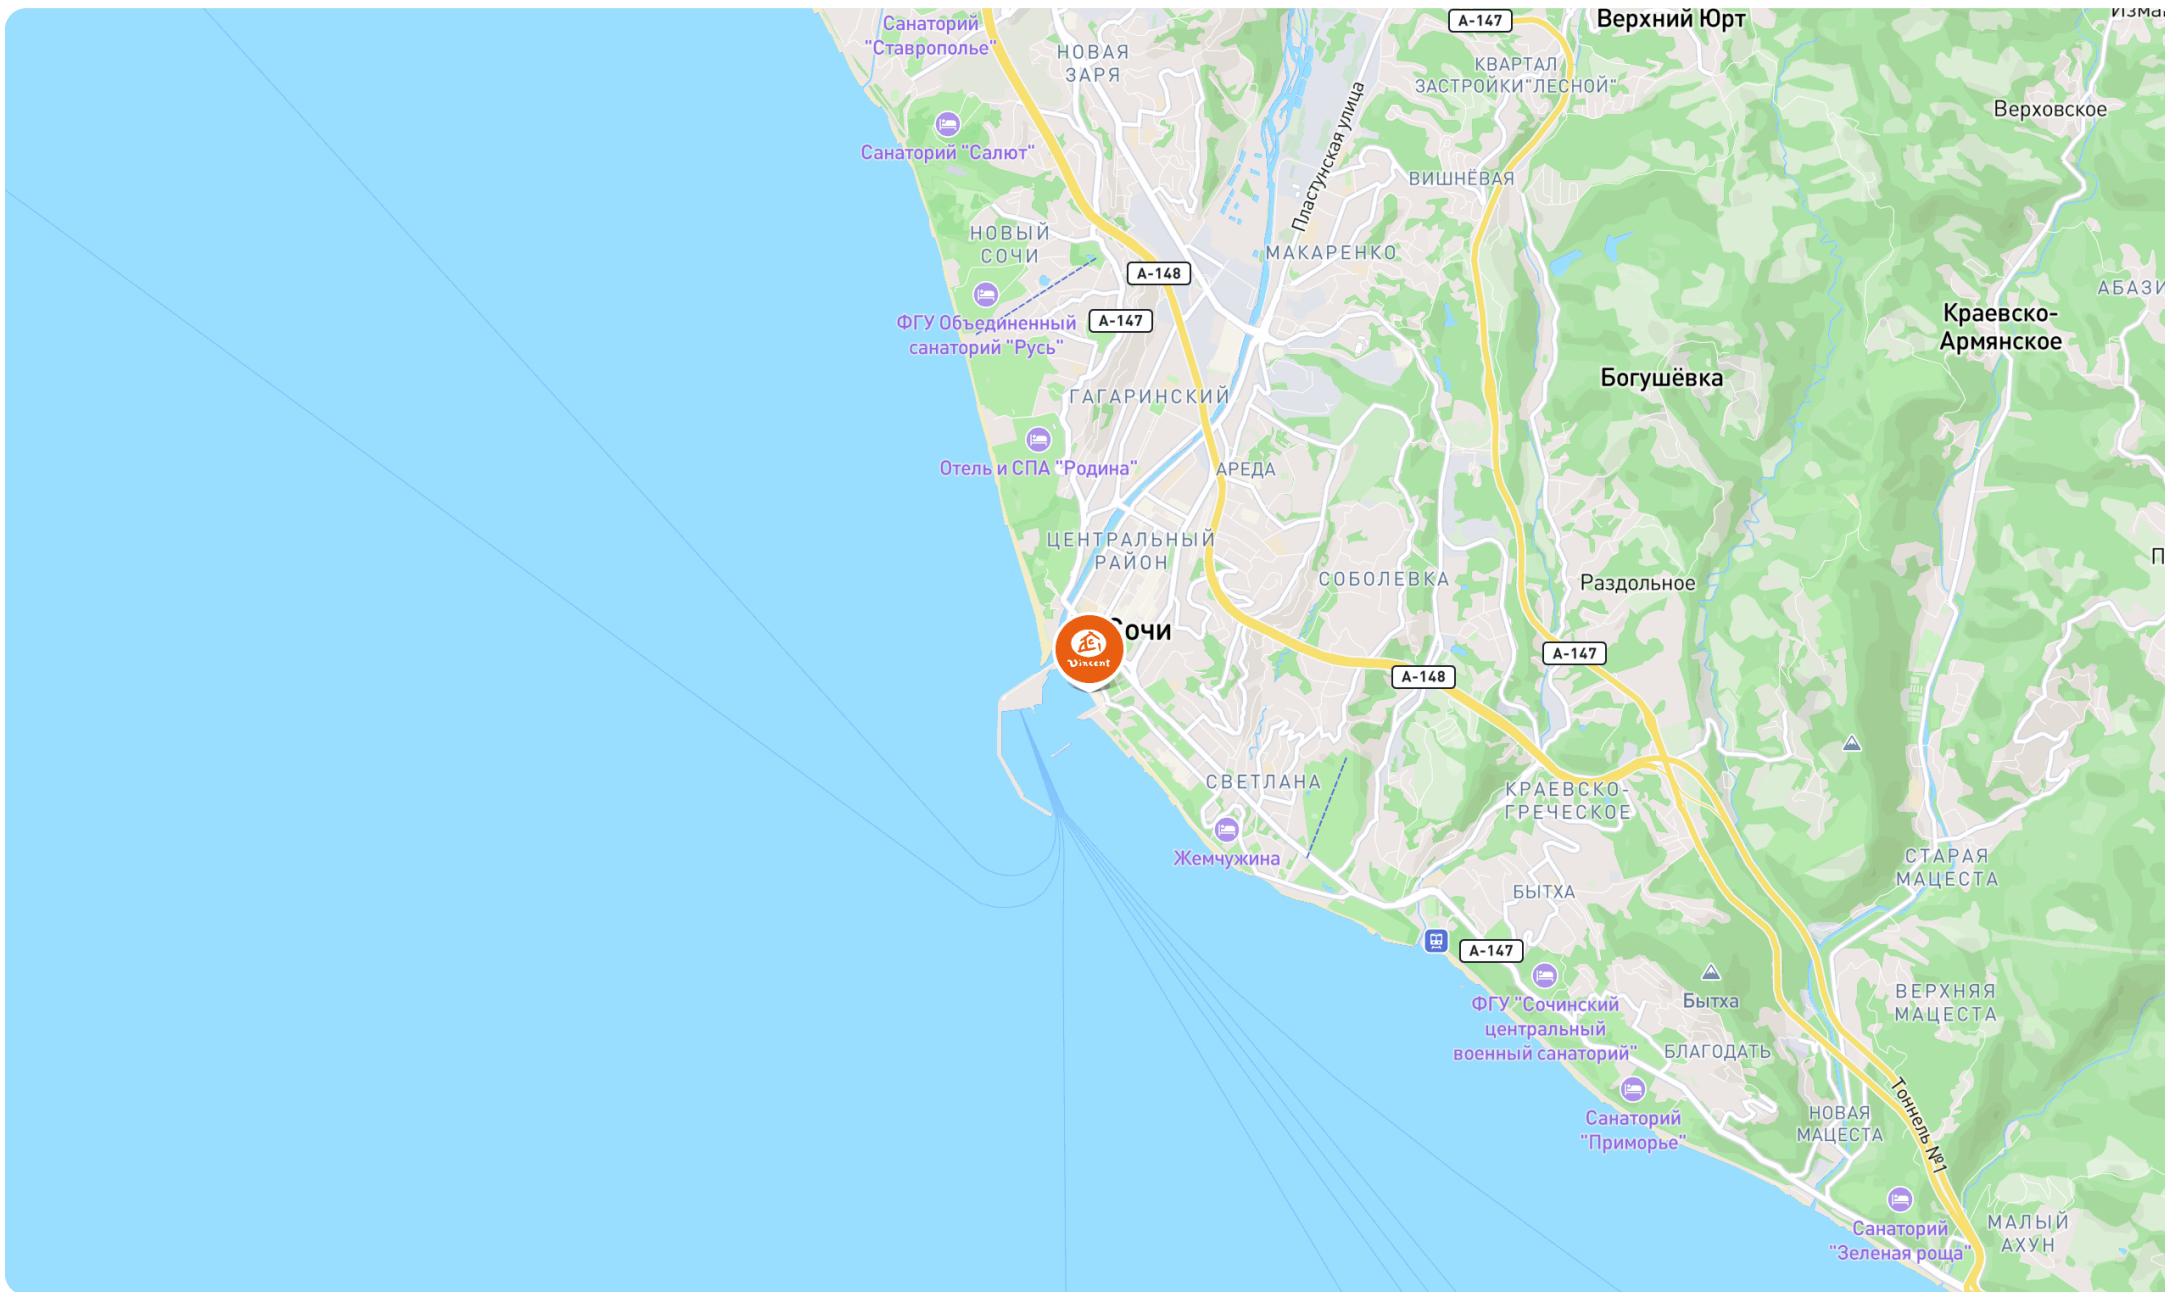 Санаторий
"Ставрополье"
НОВАЯ
ЗАРЯ
А-147
Верхний Юрт
КВАРТАЛ
ЗАСТРОЙКИ"ЛЕСНОЙ"
Верховское
Санаторий "Салют"
Пластунская улица
ВИШНЁВАЯ
НОВЫЙ
СОЧИ
МАКАРЕНКО
А-148
А-147
ФГУ Объединенный
санаторий "Русь"
Краевско-
Армянское
Богушёвка
ГАГАРИНСКИЙ
Отель и СПА "Родина"
АРЕДА
ЦЕНТРАЛЬНЫЙ
РАЙОН
СОБОЛЕВКА
Раздольное
Сочи
Vincent
А-147
А-148
СВЕТЛАНА
КРАЕВСКО-
ГРЕЧЕСКОЕ
Жемчужина
СТАРАЯ
МАЦЕСТА
БЫТХА
А-147
Бытха
ФГУ "Сочинский
центральный
военный санаторий"
ВЕРХНЯЯ
МАЦЕСТА
БЛАГОДАТЬ
Санаторий
"Приморье"
НОВАЯ
МАЦЕСТА
Тоннель №1
Санаторий
"Зеленая роща"
МАЛЫЙ
АХУН